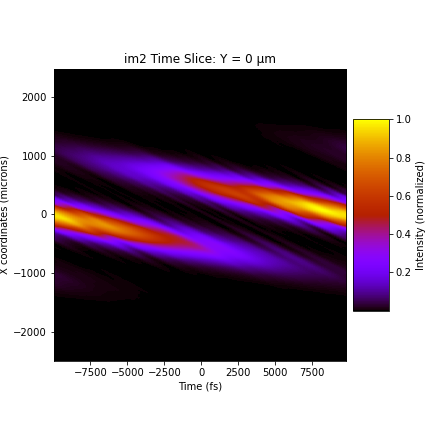 im2 Time Slice: Y = 0 μm
X coordinates (microns)
2000
1000
0
−1000
−2000
−7500 −5000 −2500 0 2500 5000 7500
Time (fs)
1.0
0.8
0.6
0.4
0.2
Intensity (normalized)